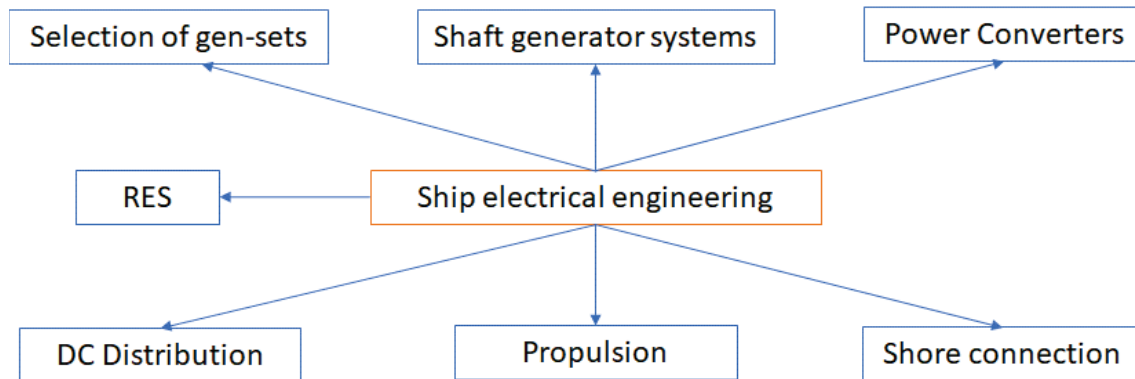 Selection of gen-sets
Shaft generator systems
Power Converters
RES
Ship electrical engineering
DC Distribution
Propulsion
Shore connection